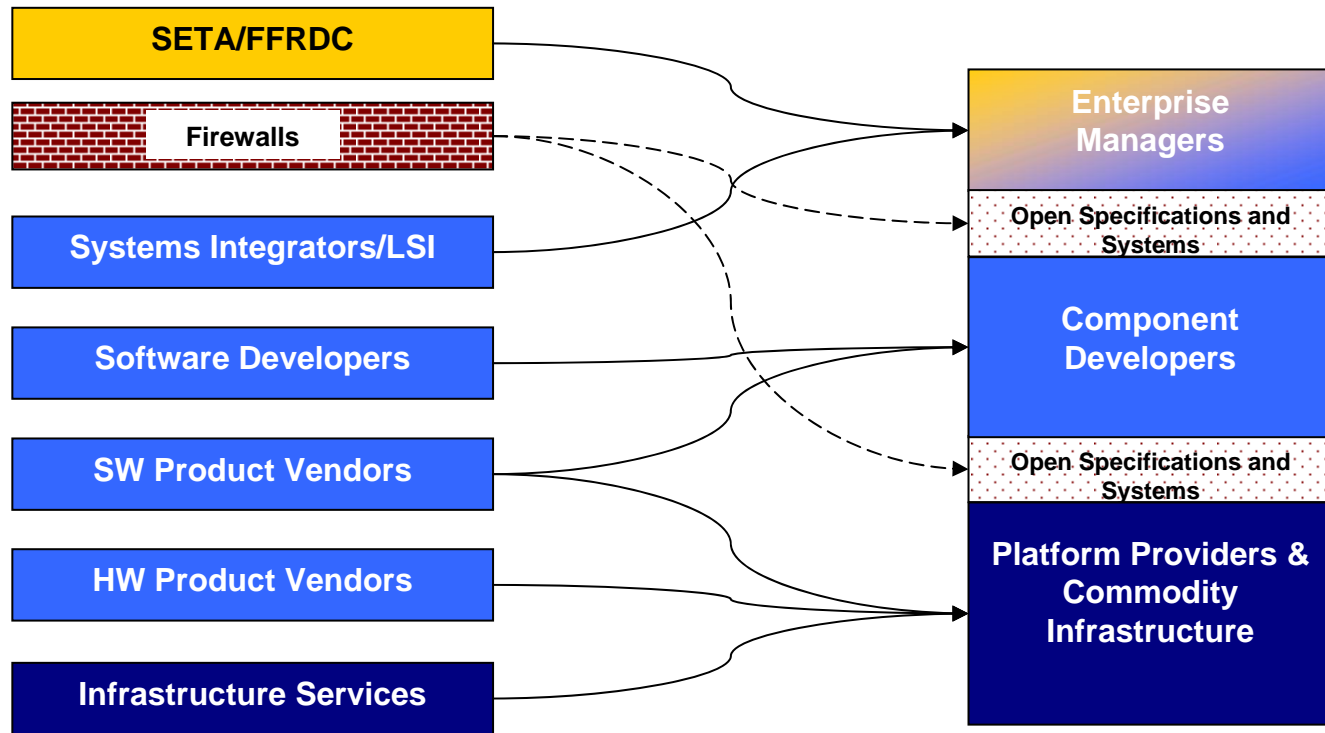 SETA/FFRDC
Firewalls
Systems Integrators/LSI
Software Developers
SW Product Vendors
HW Product Vendors
Infrastructure Services
Enterprise
Managers
Open Specifications and
Systems
Component
Developers
Open Specifications and
Systems
Platform Providers &
Commodity
Infrastructure